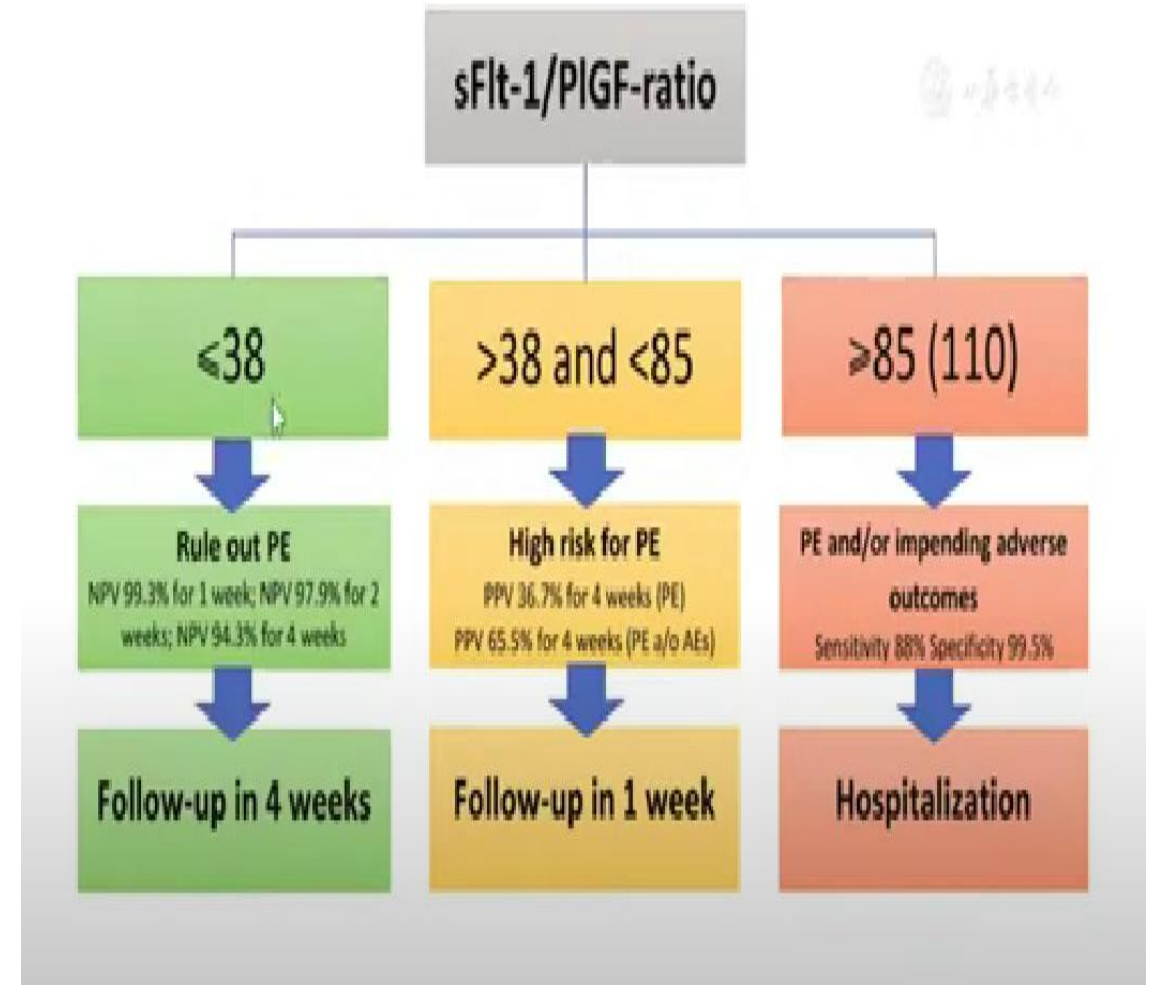 sFlt-1/PlGF-ratio
≤38
>38 and <85
≥85 (110)
Rule out PE
NPV 99.3% for 1 week; NPV 97.9% for 2
weeks; NPV 94.3% for 4 weeks
High risk for PE
PPV 36.7% for 4 weeks (PE)
PPV 65.5% for 4 weeks (PE a/o AEs)
PE and/or impending adverse
outcomes
Sensitivity 88% Specificity 99.5%
Follow-up in 4 weeks
Follow-up in 1 week
Hospitalization